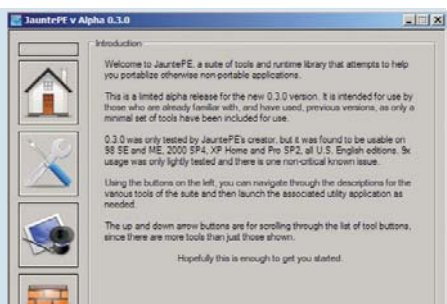 JauntePE v Alpha 0.3.0
Introduction
Welcome to JauntePE, a suite of tools and runtime library that attempts to help
you portablize otherwise non-portable applications.
This is a limited alpha release for the new 0.3.0 version. It is intended for use by
those who are already familiar with, and have used, previous versions, as only a
minimal set of tools have been included for use.
0.3.0 was only tested by JauntePE's creator, but it was found to be usable on
98 SE and ME, 2000 SP4, XP Home and Pro SP2, all U.S. English editions. 9x
usage was only lightly tested and there is one non-critical known issue.
Using the buttons on the left, you can navigate through the descriptions for the
various tools of the suite and then launch the associated utility application as
needed.
The up and down arrow buttons are for scrolling through the list of tool buttons,
since there are more tools than just those shown.
Hopefully this is enough to get you started.